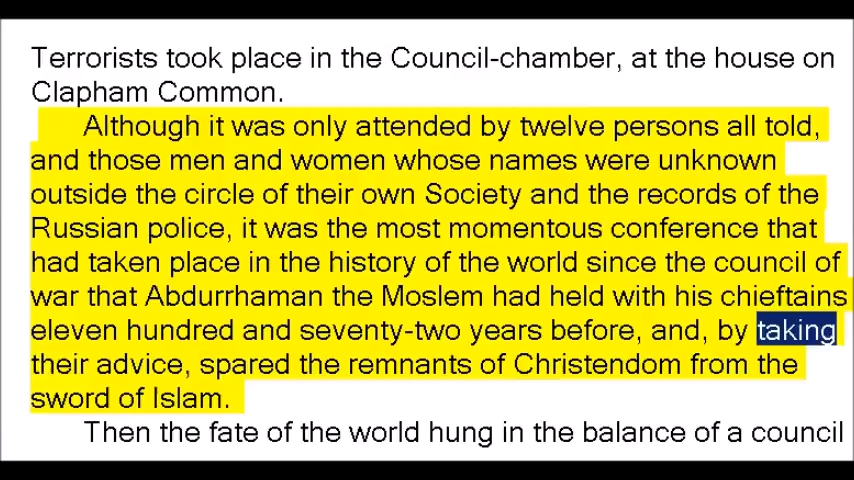 Terrorists took place in the Council-chamber, at the house on
Clapham Common.
Although it was only attended by twelve persons all told,
and those men and women whose names were unknown
outside the circle of their own Society and the records of the
Russian police, it was the most momentous conference that
had taken place in the history of the world since the council of
war that Abdurrhaman the Moslem had held with his chieftains
eleven hundred and seventy-two years before, and, by taking
their advice, spared the remnants of Christendom from the
sword of Islam.
Then the fate of the world hung in the balance of a council